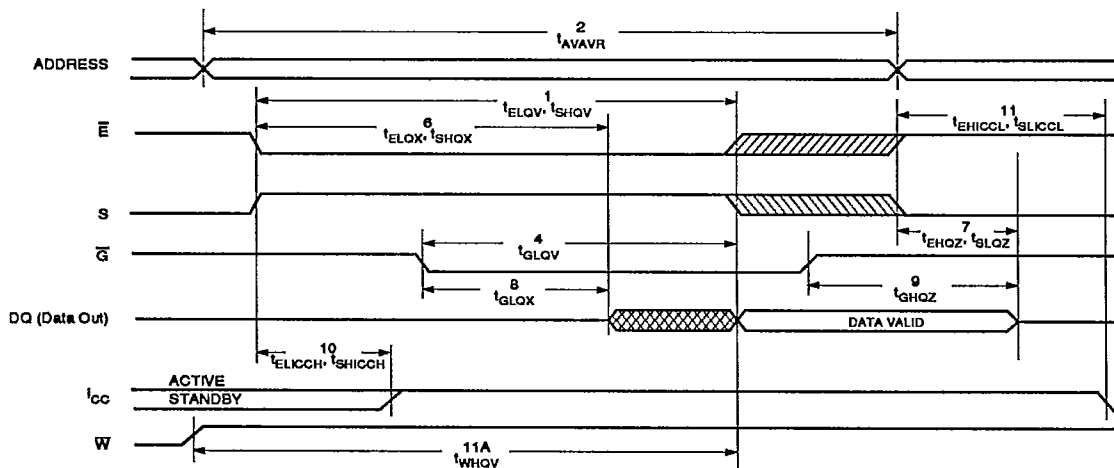 2
tAVAVR
ADDRESS
1
tELQV, tSHQV
11
tEHICCL, tSLICCL
6
tELQX, tSHQX
E
S
7
tEHQZ, tSLQZ
4
tGLQV
G
8
tGLQX
9
tGHQZ
DQ (Data Out)
DATA VALID
10
tELICCH, tSHICCH
ICC
ACTIVE
STANDBY
W
11A
tWHQV